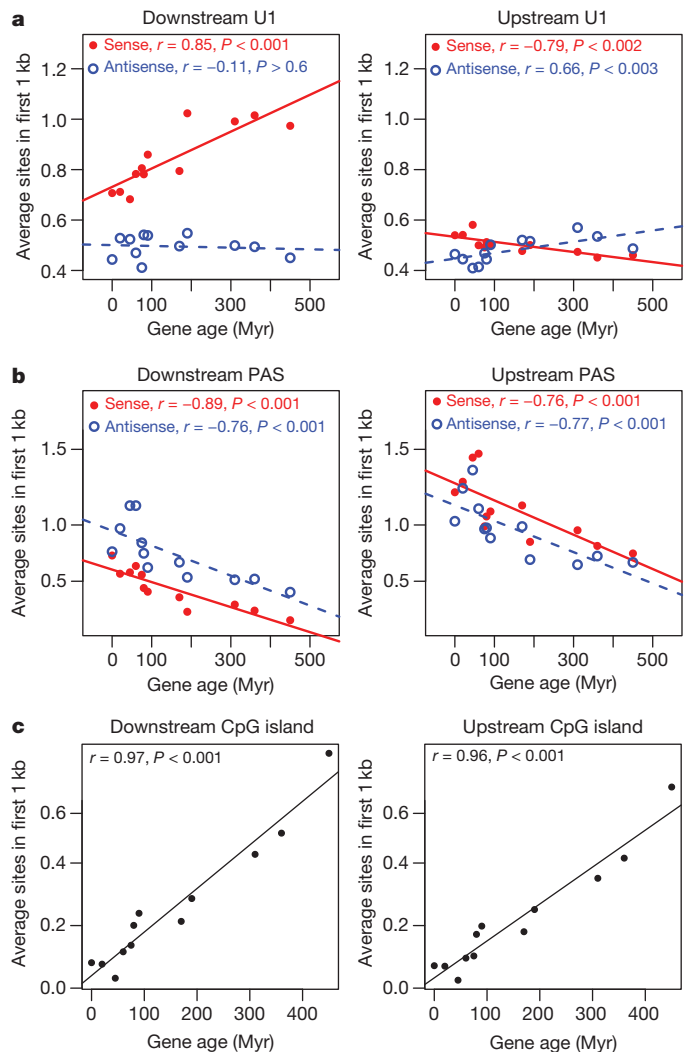 a
Downstream U1
Upstream U1
Average sites in first 1 kb
1.2
1.0
0.8
0.6
0.4
Sense, r = 0.85, P < 0.001
Antisense, r = −0.11, P > 0.6
0 100 300 500
Gene age (Myr)
Average sites in first 1 kb
1.2
1.0
0.8
0.6
0.4
Sense, r = −0.79, P < 0.002
Antisense, r = 0.66, P < 0.003
0 100 300 500
Gene age (Myr)
b
Downstream PAS
Upstream PAS
Average sites in first 1 kb
1.5
1.0
0.5
Sense, r = −0.89, P < 0.001
Antisense, r = −0.76, P < 0.001
0 100 300 500
Gene age (Myr)
Average sites in first 1 kb
1.5
1.0
0.5
Sense, r = −0.76, P < 0.001
Antisense, r = −0.77, P < 0.001
0 100 300 500
Gene age (Myr)
c
Downstream CpG island
Upstream CpG island
Average sites in first 1 kb
0.0
0.4
0.2
0.0
r = 0.97, P < 0.001
0 100 200 300 400
Gene age (Myr)
Average sites in first 1 kb
0.0
0.4
0.2
0.0
r = 0.96, P < 0.001
0 100 200 300 400
Gene age (Myr)